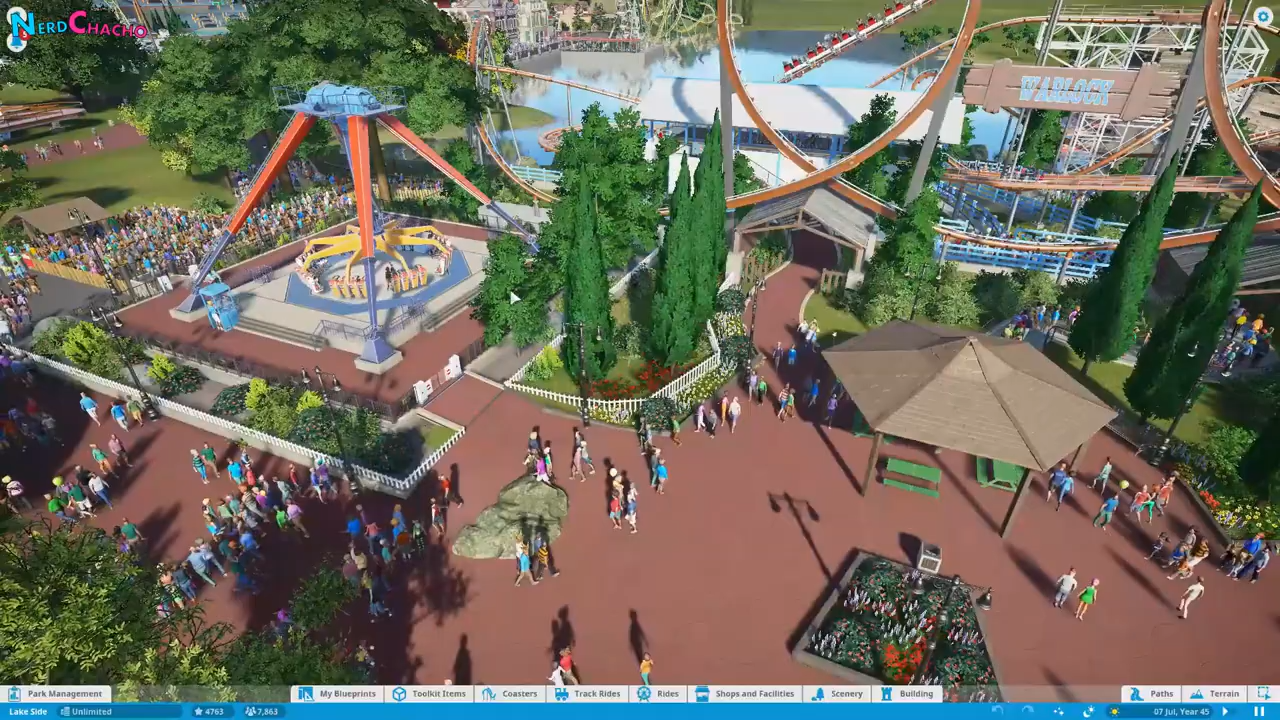 NerdChacho
WARLOCK
Park Management
My Blueprints
Toolkit Items
Coasters
Track Rides
Rides
Shops and Facilities
Scenery
Building
Paths
Terrain
Lake Side
Unlimited
4763
7,863
07 Jul, Year 45